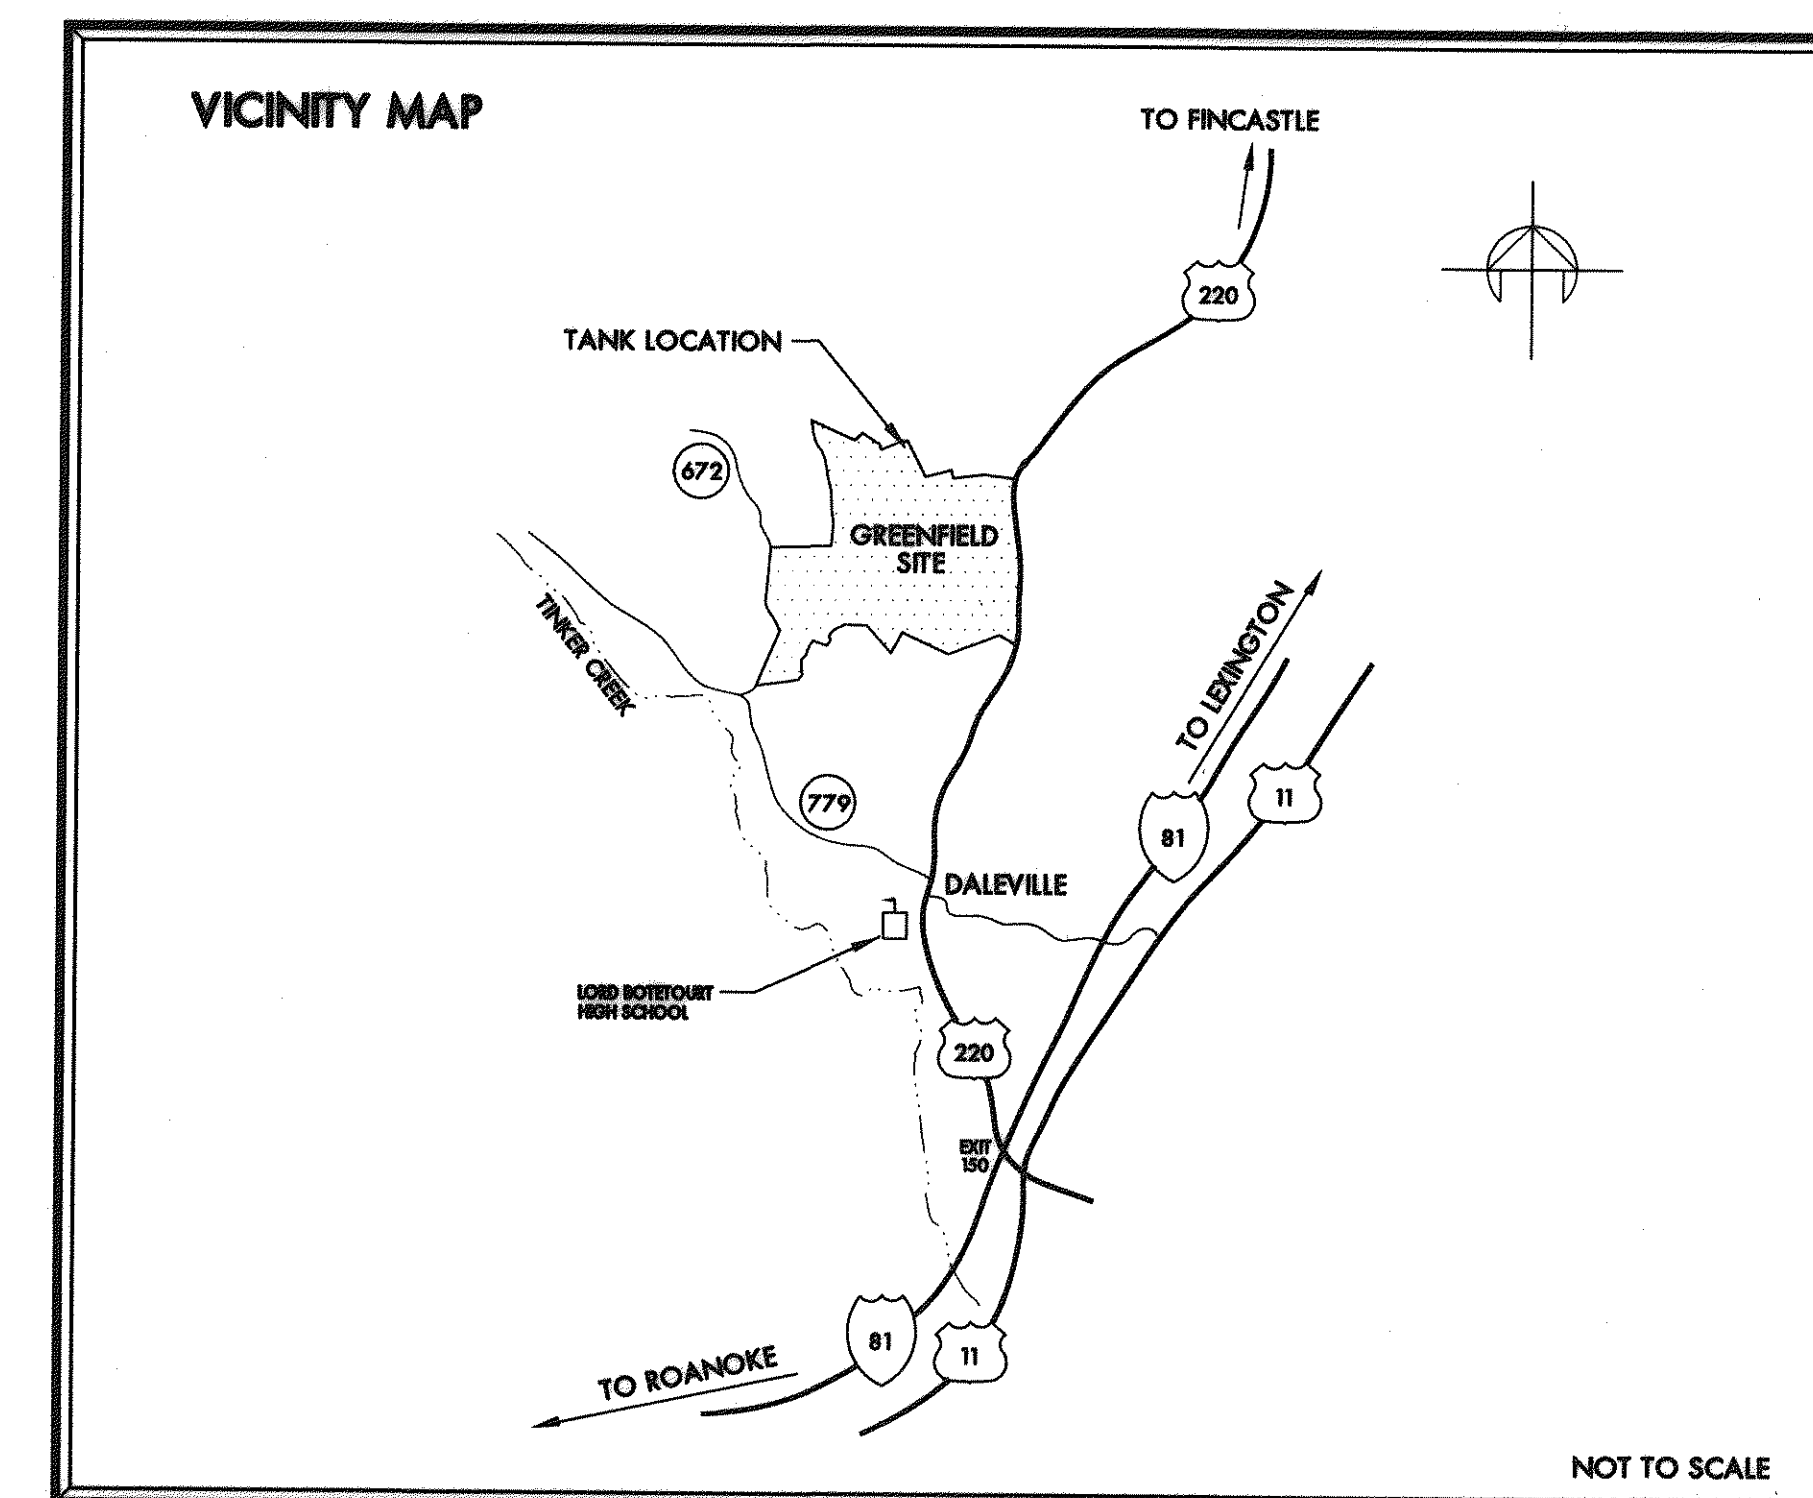 VICINITY MAP
TO FINCASTLE
220
TANK LOCATION
672
GREENFIELD
SITE
TINKER CREEK
TO LEXINGTON
11
81
779
DALEVILLE
LORD BOTETOURT
HIGH SCHOOL
220
EXIT
150
81
11
TO ROANOKE
NOT TO SCALE